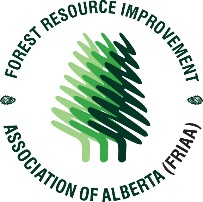 FOREST RESOURCE IMPROVEMENT
ASSOCIATION OF ALBERTA (FRIAA)